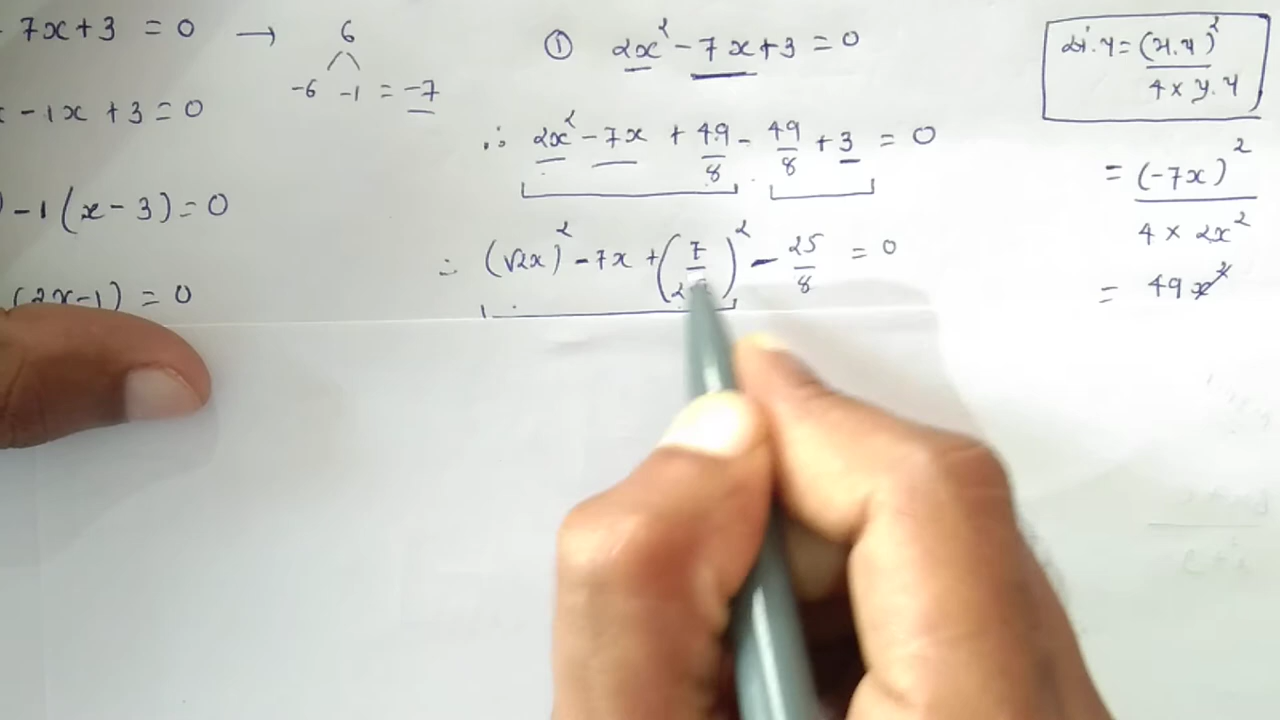 7x + 3 = 0 → 6
-6 -1 = -7
- 1x + 3 = 0
) - 1 (x - 3) = 0
(2x - 1) = 0
① 2x² - 7x + 3 = 0
∴ 2x² - 7x + 49/8 - 49/8 + 3 = 0
(√2x)² - 7x + (7/2)² - 25/8 = 0
= (-7x)² / 4 × 2x²
= 49x²